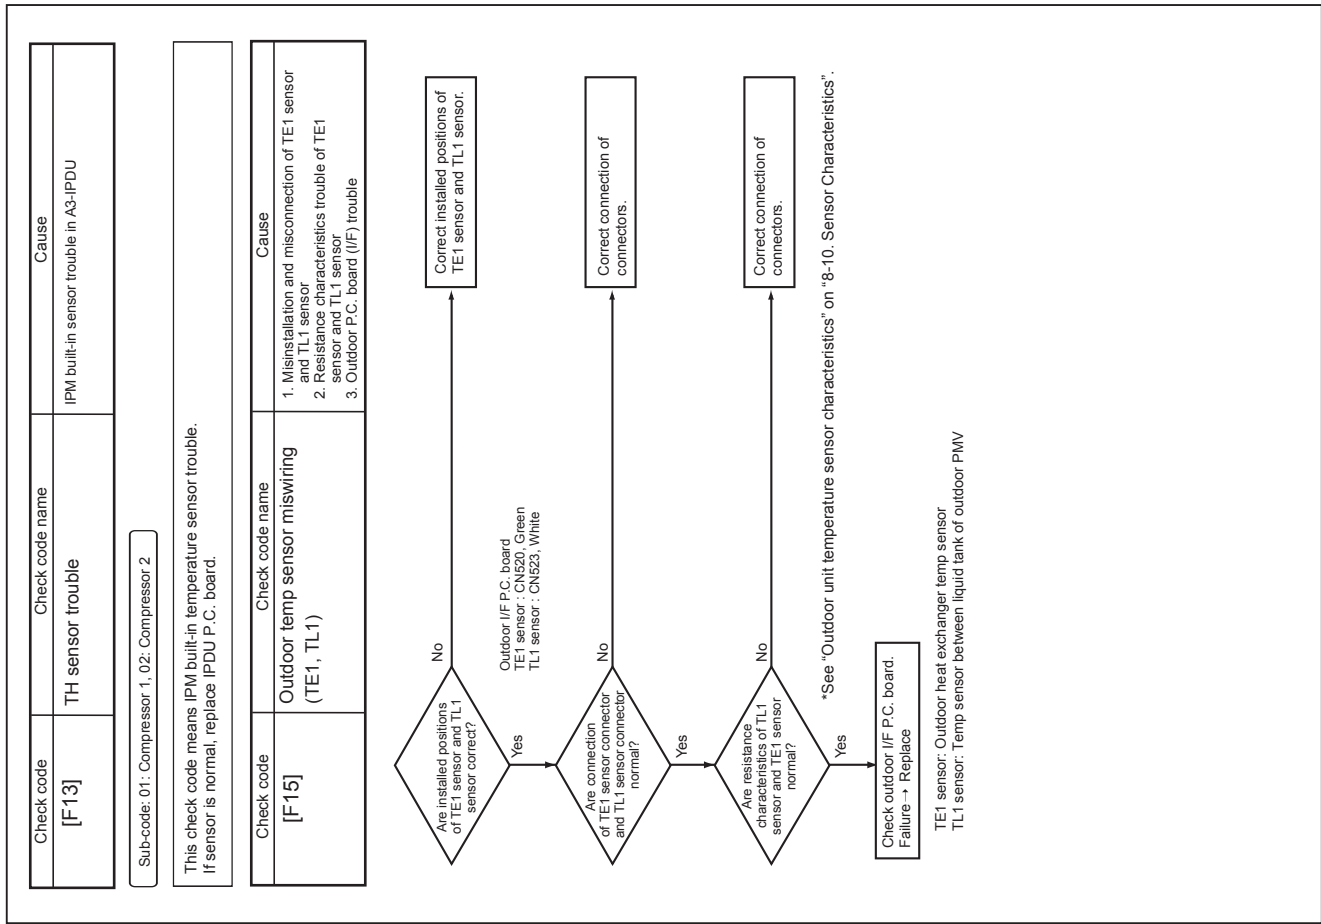 Check code
Check code name
Cause
[F13]
TH sensor trouble
IPM built-in sensor trouble in A3-IPDU
Sub-code: 01: Compressor 1, 02: Compressor 2
This check code means IPM built-in temperature sensor trouble.
If sensor is normal, replace IPDU P.C. board.
Check code
Check code name
Cause
[F15]
Outdoor temp sensor miswiring
(TE1, TL1)
1. Misinstallation and misconnection of TE1 sensor
and TL1 sensor
2. Resistance characteristics trouble of TE1
sensor and TL1 sensor
3. Outdoor P.C. board (I/F) trouble
Are installed positions
of TE1 sensor and TL1
sensor correct?
No
Correct installed positions of
TE1 sensor and TL1 sensor.
Yes
Outdoor I/F P.C. board
TE1 sensor : CN520, Green
TL1 sensor : CN523, White
Are connection
of TE1 sensor connector
and TL1 sensor connector
normal?
No
Correct connection of
connectors.
Yes
Are resistance
characteristics of TL1
sensor and TE1 sensor
normal?
No
Correct connection of
connectors.
Yes
*See “Outdoor unit temperature sensor characteristics” on “8-10. Sensor Characteristics”.
Check outdoor I/F P.C. board.
Failure → Replace
TE1 sensor: Outdoor heat exchanger temp sensor
TL1 sensor: Temp sensor between liquid tank of outdoor PMV